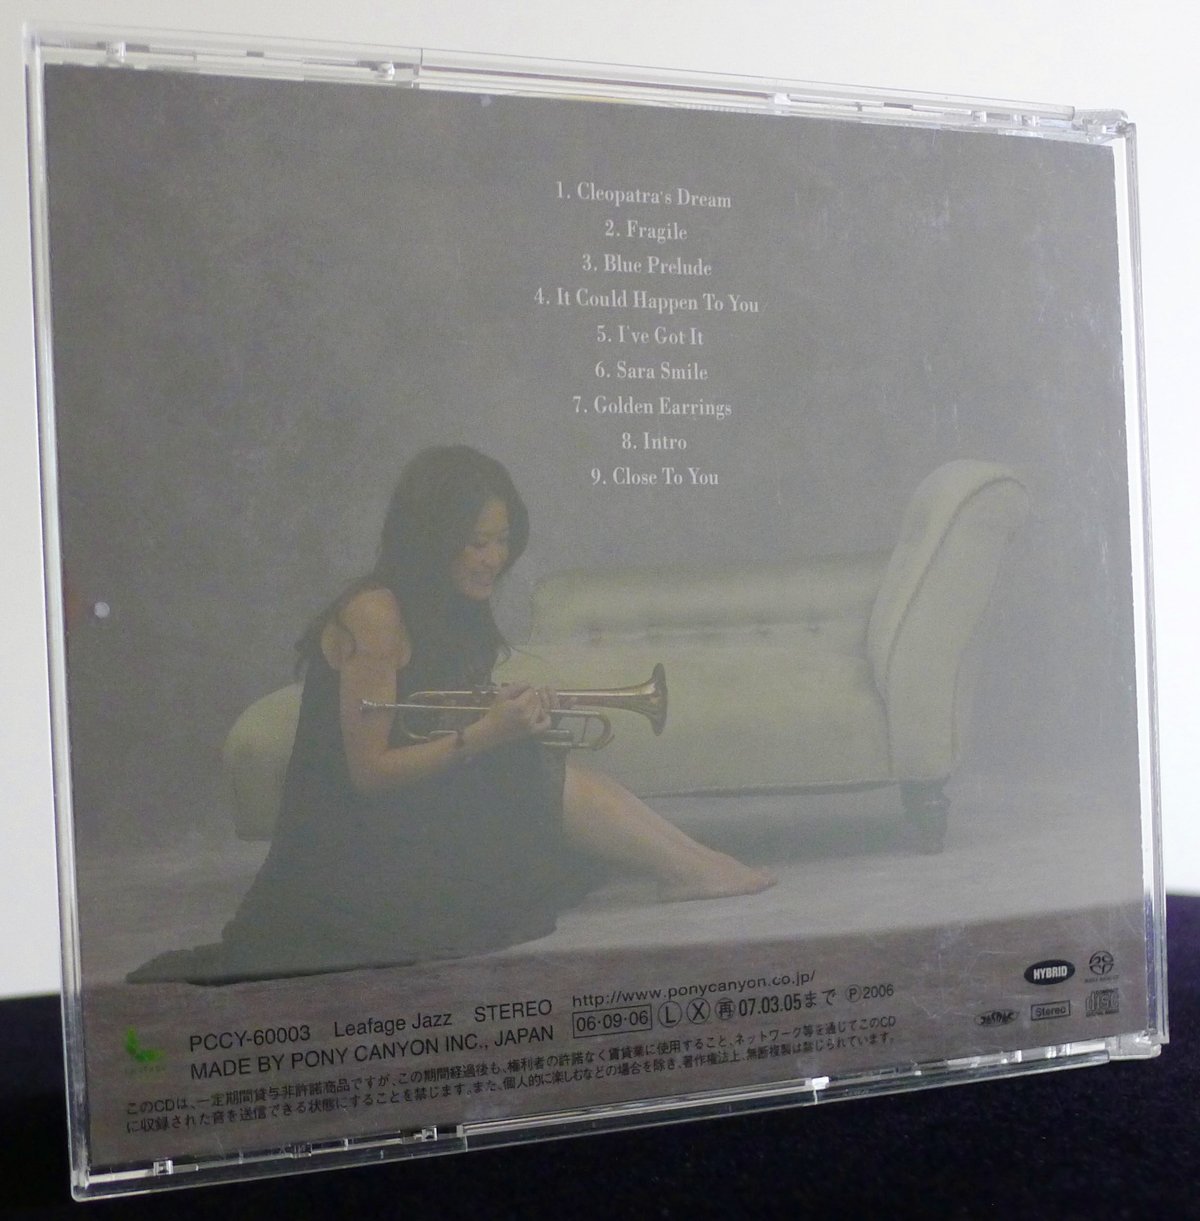 1. Cleopatra's Dream
2. Fragile
3. Blue Prelude
4. It Could Happen To You
5. I've Got It
6. Sara Smile
7. Golden Earrings
8. Intro
9. Close To You
PCCY-60003 Leafage Jazz STEREO
MADE BY PONY CANYON INC., JAPAN
http://www.ponycanyon.co.jp/
06·09·06 Ⓛ Ⓧ ㊢ 07.03.05まで Ⓟ2006
このCDは、一定期間貸与非許諾商品ですが、この期間経過後も、権利者の許諾なく賃貸業に使用すること、ネットワーク等を通じてこのCD
に収録された音を送信できる状態にすることを禁じます。また、個人的に楽しむなどの場合を除き、著作権法上、無断複製は禁じられています。
HYBRID
Stereo
disc